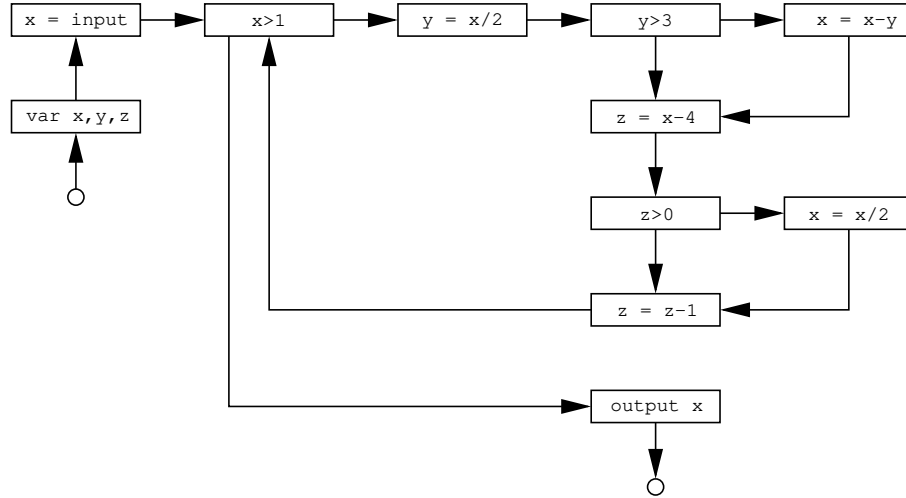 x = input
x>1
y = x/2
y>3
x = x−y
var x,y,z
z = x−4
z>0
x = x/2
z = z−1
output x